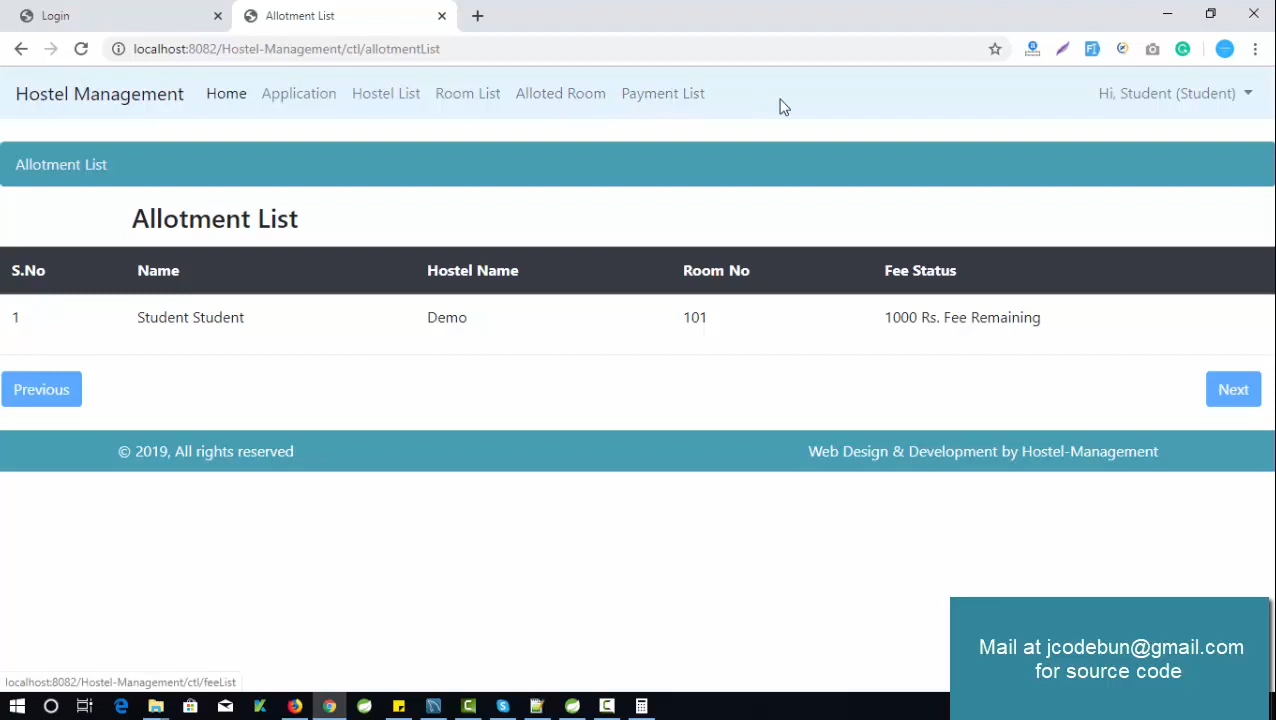 Login
Allotment List
localhost:8082/Hostel-Management/ctl/allotmentList
Hostel Management Home Application Hostel List Room List Alloted Room Payment List Hi, Student (Student)
Allotment List
Allotment List
S.No Name Hostel Name Room No Fee Status
1 Student Student Demo 101 1000 Rs. Fee Remaining
Previous Next
© 2019, All rights reserved Web Design & Development by Hostel-Management
Mail at jcodebun@gmail.com
for source code
localhost:8082/Hostel-Management/ctl/feeList